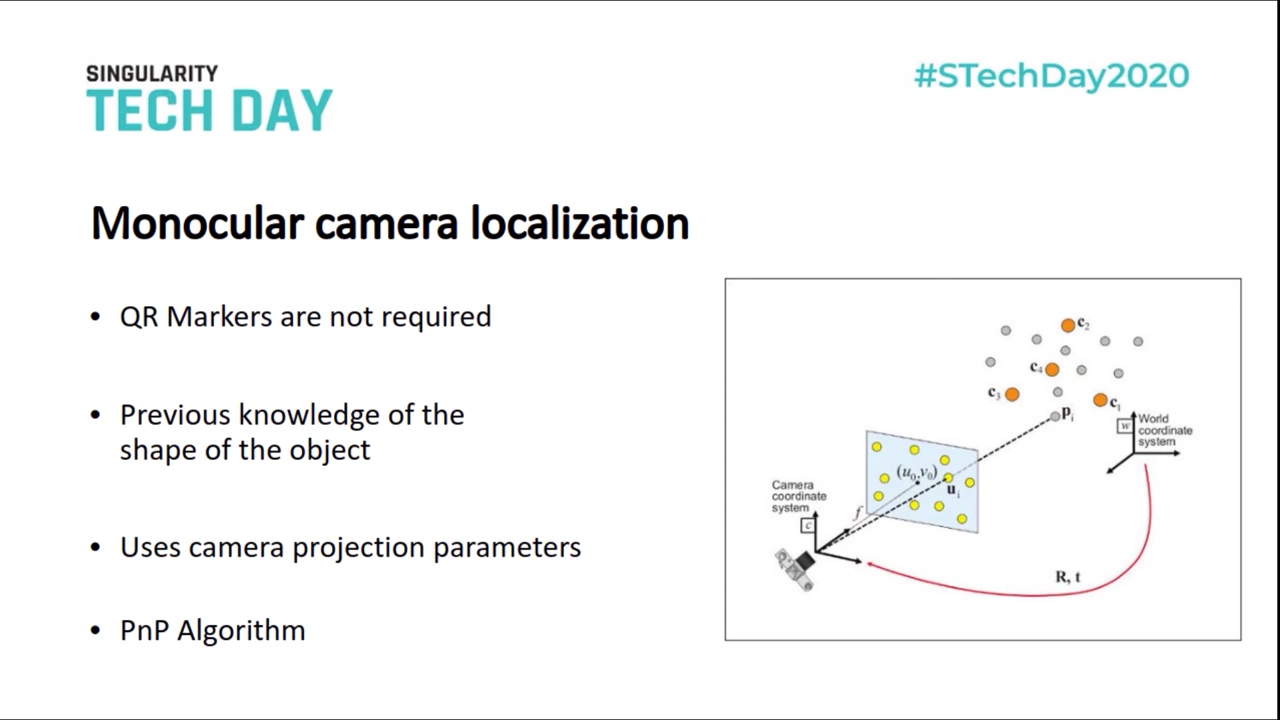 SINGULARITY
TECH DAY
#STechDay2020
Monocular camera localization
• QR Markers are not required
• Previous knowledge of the
shape of the object
• Uses camera projection parameters
• PnP Algorithm
c2
c4
c3
c1
pi
w
World
coordinate
system
(u0,v0)
ui
Camera
coordinate
system
c
f
R, t